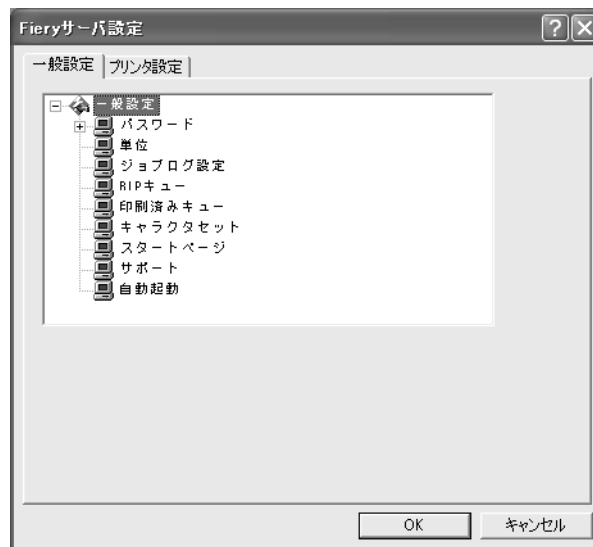 Fieryサーバ設定
一般設定 プリンタ設定
一般設定
パスワード
単位
ジョブログ設定
RIPキュー
印刷済みキュー
キャラクタセット
スタートページ
サポート
自動起動
OK キャンセル